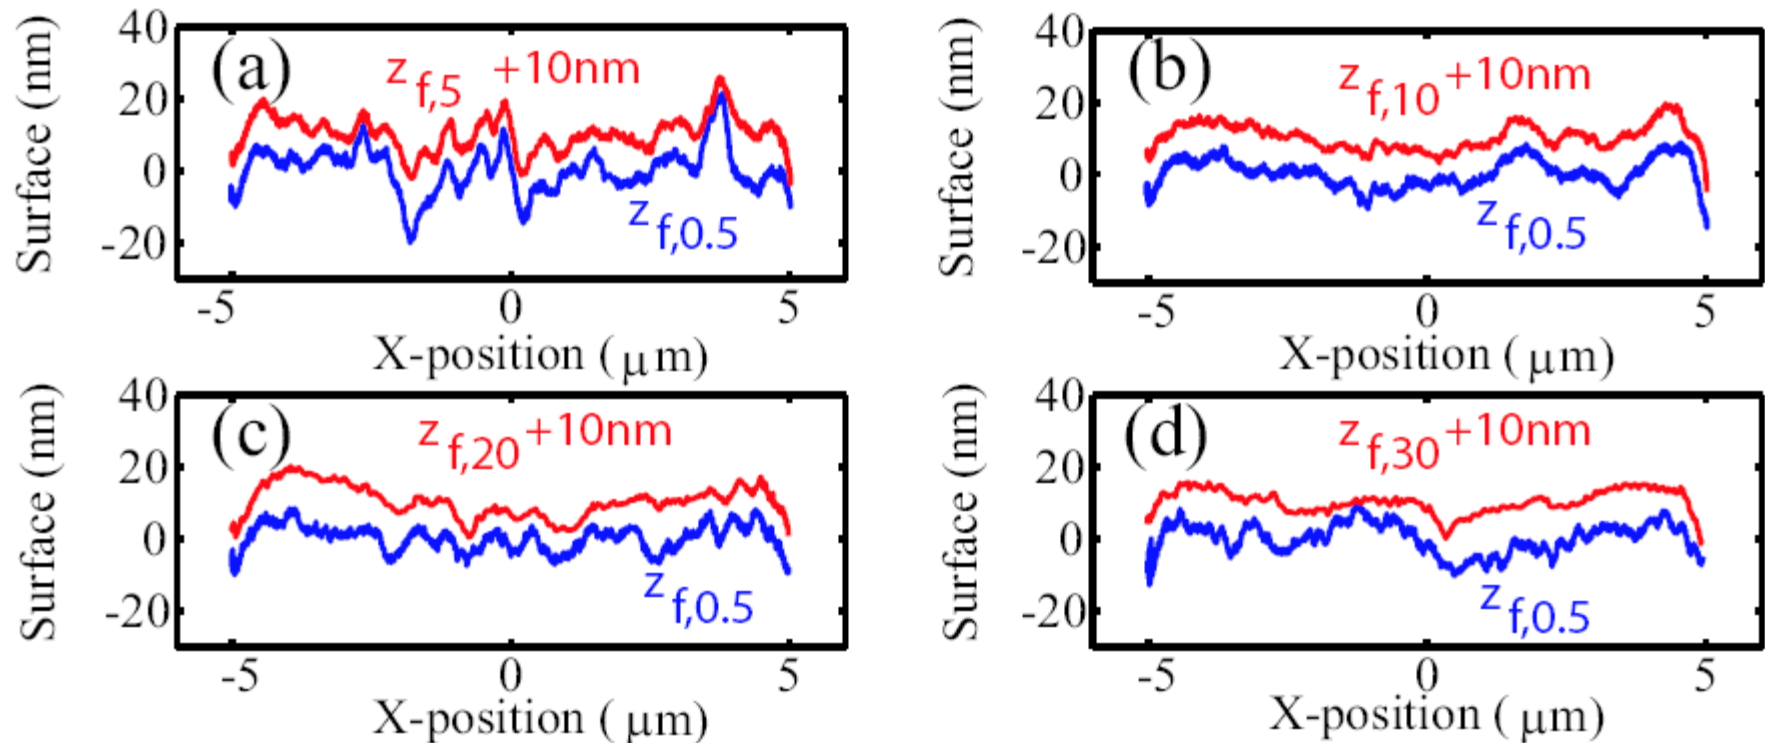 40
20
0
-20
Surface (nm)
(a)
z f,5 +10nm
z f,0.5
-5 0 5
X-position (μm)
40
20
0
-20
Surface (nm)
(b)
z f,10 +10nm
z f,0.5
-5 0 5
X-position (μm)
40
20
0
-20
Surface (nm)
(c)
z f,20 +10nm
z f,0.5
-5 0 5
X-position (μm)
40
20
0
-20
Surface (nm)
(d)
z f,30 +10nm
z f,0.5
-5 0 5
X-position (μm)